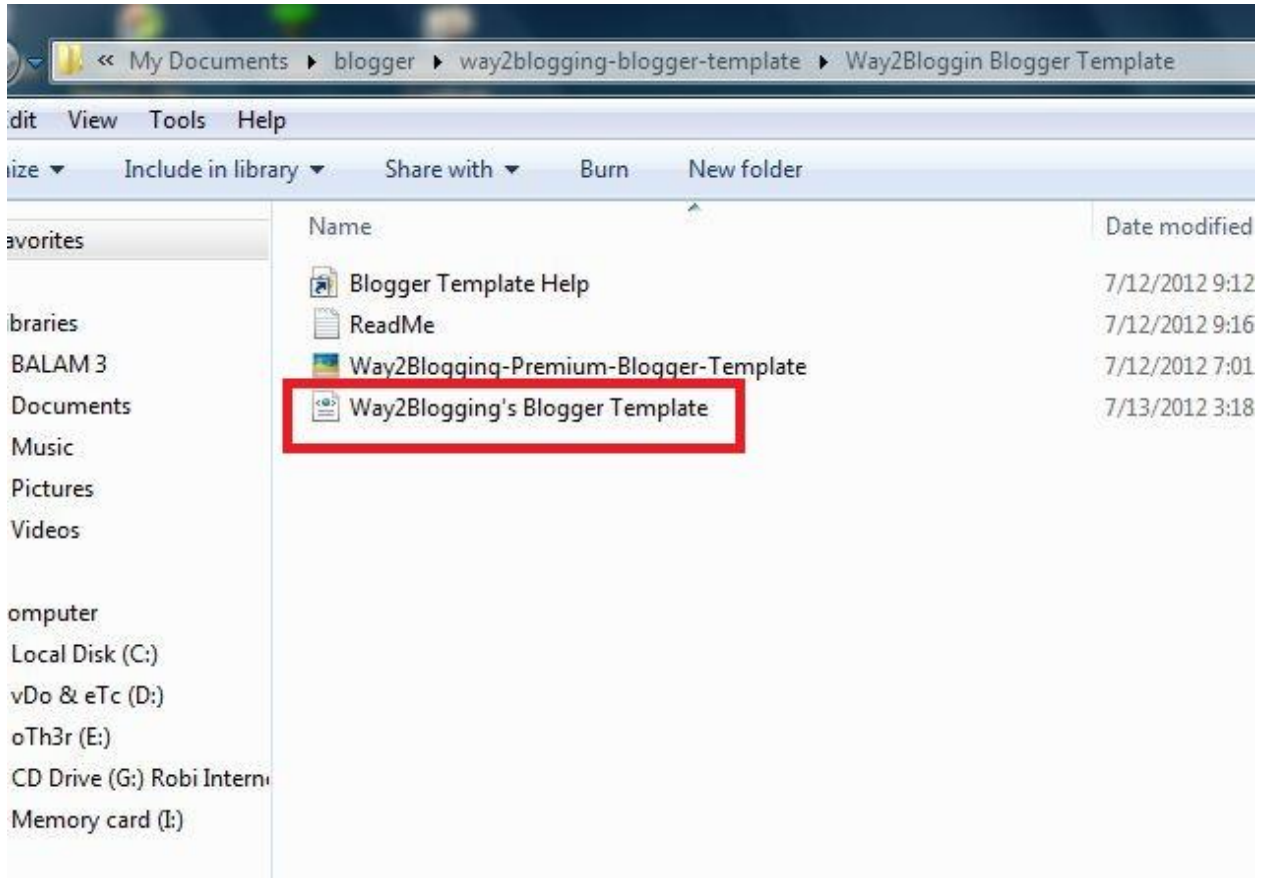 « My Documents ▸ blogger ▸ way2blogging-blogger-template ▸ Way2Bloggin Blogger Template
dit View Tools Help
ize Include in library Share with Burn New folder
Name Date modified
avorites
Blogger Template Help 7/12/2012 9:12
braries ReadMe 7/12/2012 9:16
BALAM 3 Way2Blogging-Premium-Blogger-Template 7/12/2012 7:01
Documents Way2Blogging's Blogger Template 7/13/2012 3:18
Music
Pictures
Videos
omputer
Local Disk (C:)
vDo & eTc (D:)
oTh3r (E:)
CD Drive (G:) Robi Intern
Memory card (I:)